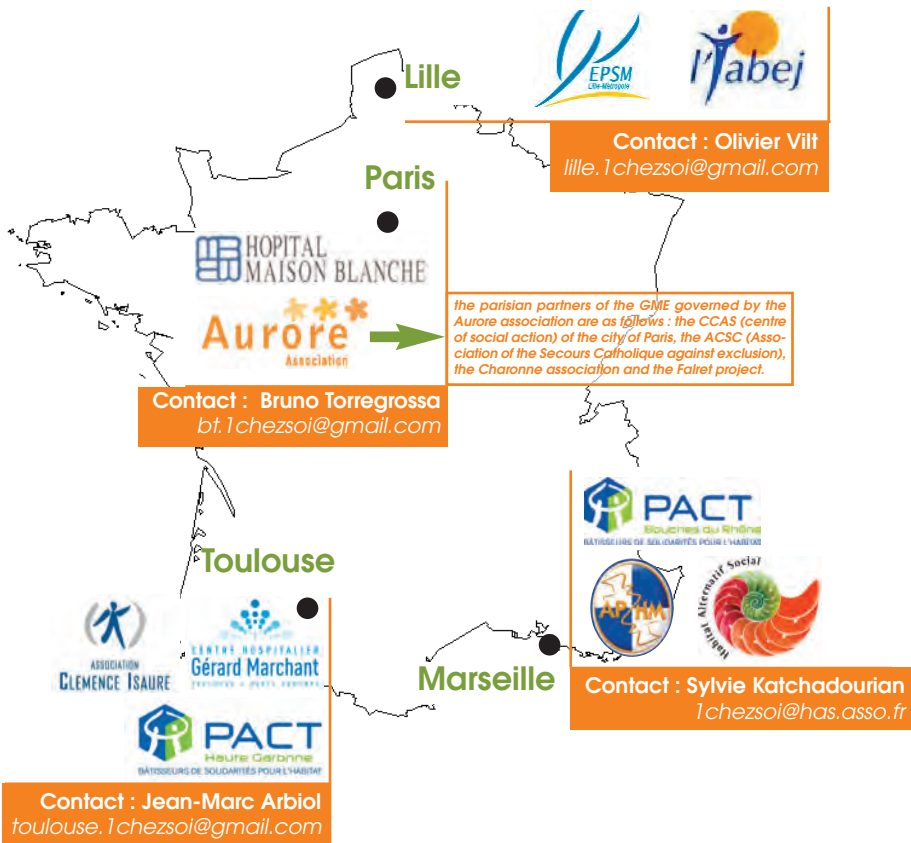 Lille
EPSM
Lille-Métropole
l'abej
Contact : Olivier Vilt
lille.1chezsoi@gmail.com
Paris
HOPITAL
MAISON BLANCHE
Aurore
Association
the parisian partners of the GME governed by the
Aurore association are as follows : the CCAS (centre
of social action) of the city of Paris, the ACSC (Asso-
ciation of the Secours Catholique against exclusion),
the Charonne association and the Falret project.
Contact : Bruno Torregrossa
bt.1chezsoi@gmail.com
Toulouse
ASSOCIATION
CLEMENCE ISAURE
CENTRE HOSPITALIER
Gérard Marchant
PACT
Haute Garonne
BÂTISSEURS DE SOLIDARITÉS POUR L'HABITAT
Contact : Jean-Marc Arbiol
toulouse.1chezsoi@gmail.com
Marseille
PACT
Bouches du Rhône
BÂTISSEURS DE SOLIDARITÉS POUR L'HABITAT
AP HM
Habitat Alternatif Social
Contact : Sylvie Katchadourian
1chezsoi@has.asso.fr